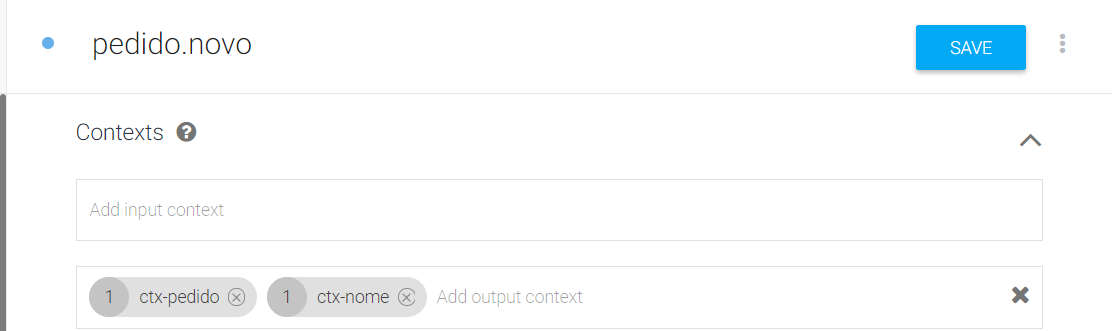 pedido.novo SAVE
Contexts ?
Add input context
1 ctx-pedido 1 ctx-nome Add output context